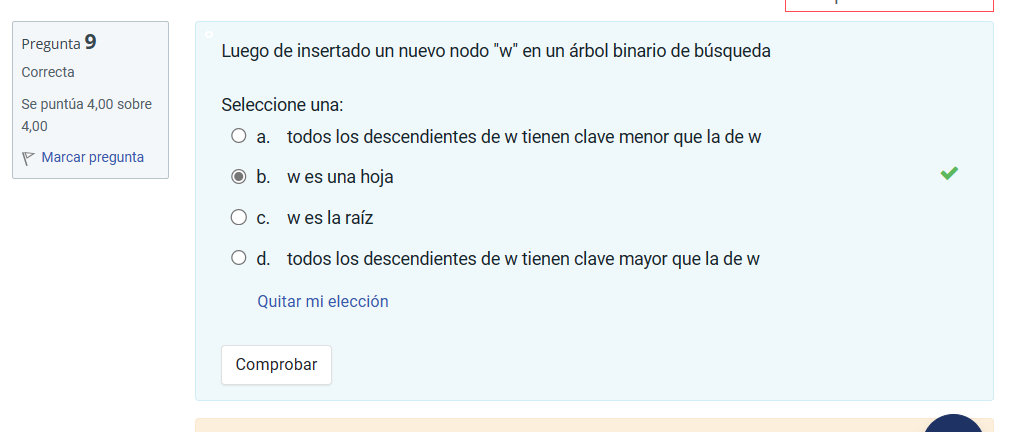 Pregunta 9
Correcta
Se puntúa 4,00 sobre
4,00
Marcar pregunta
Luego de insertado un nuevo nodo "w" en un árbol binario de búsqueda
Seleccione una:
a. todos los descendientes de w tienen clave menor que la de w
b. w es una hoja
c. w es la raíz
d. todos los descendientes de w tienen clave mayor que la de w
Quitar mi elección
Comprobar